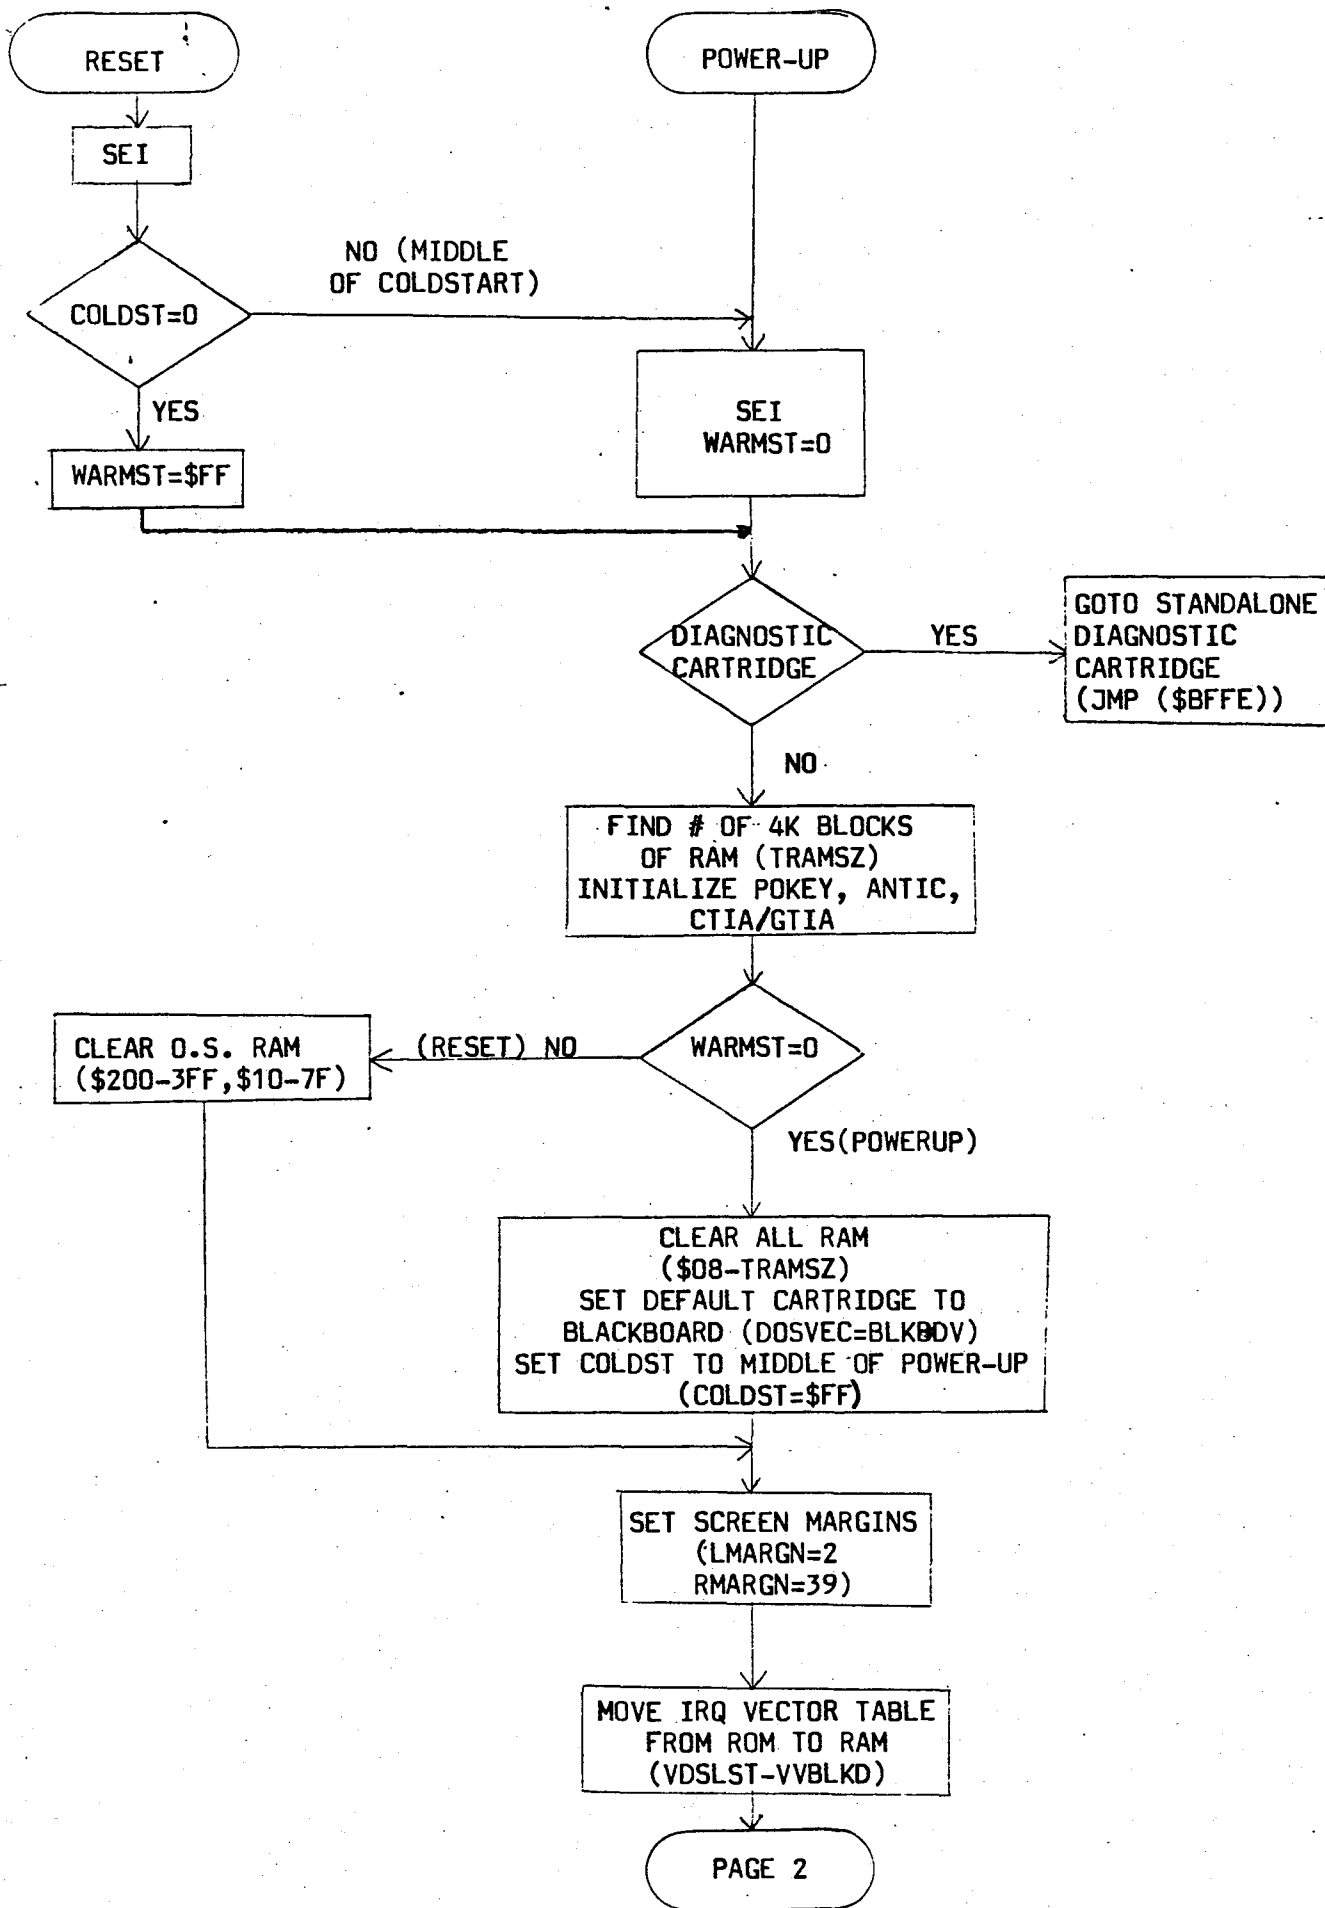 RESET
POWER-UP
SEI
NO (MIDDLE
OF COLDSTART)
COLDST=0
YES
WARMST=$FF
SEI
WARMST=0
DIAGNOSTIC
CARTRIDGE
YES
GOTO STANDALONE
DIAGNOSTIC
CARTRIDGE
(JMP ($BFFE))
NO
FIND # OF 4K BLOCKS
OF RAM (TRAMSZ)
INITIALIZE POKEY, ANTIC,
CTIA/GTIA
WARMST=0
(RESET) NO
CLEAR O.S. RAM
($200-3FF,$10-7F)
YES(POWERUP)
CLEAR ALL RAM
($08-TRAMSZ)
SET DEFAULT CARTRIDGE TO
BLACKBOARD (DOSVEC=BLKBDV)
SET COLDST TO MIDDLE OF POWER-UP
(COLDST=$FF)
SET SCREEN MARGINS
(LMARGN=2
RMARGN=39)
MOVE IRQ VECTOR TABLE
FROM ROM TO RAM
(VDSLST-VVBLKD)
PAGE 2